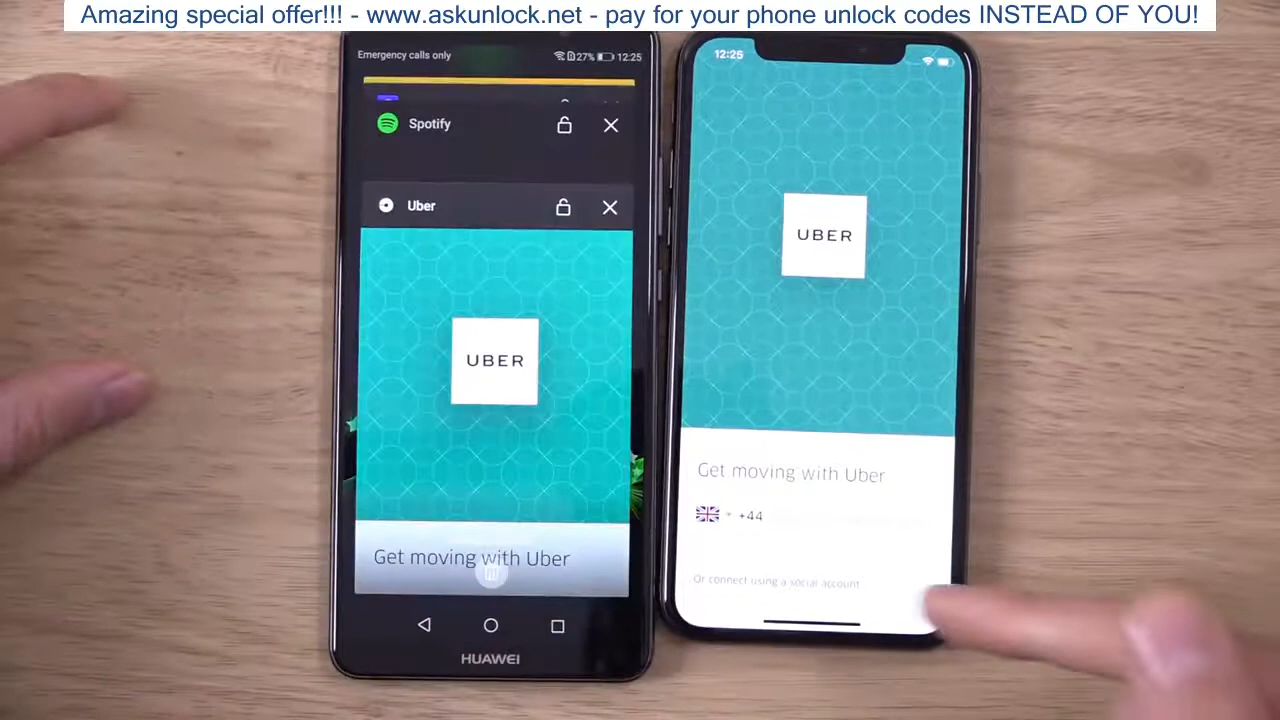 Amazing special offer!!! - www.askunlock.net - pay for your phone unlock codes INSTEAD OF YOU!
Emergency calls only
27%
12:25
Spotify
Uber
UBER
Get moving with Uber
HUAWEI
12:25
UBER
Get moving with Uber
+44
Or connect using a social account